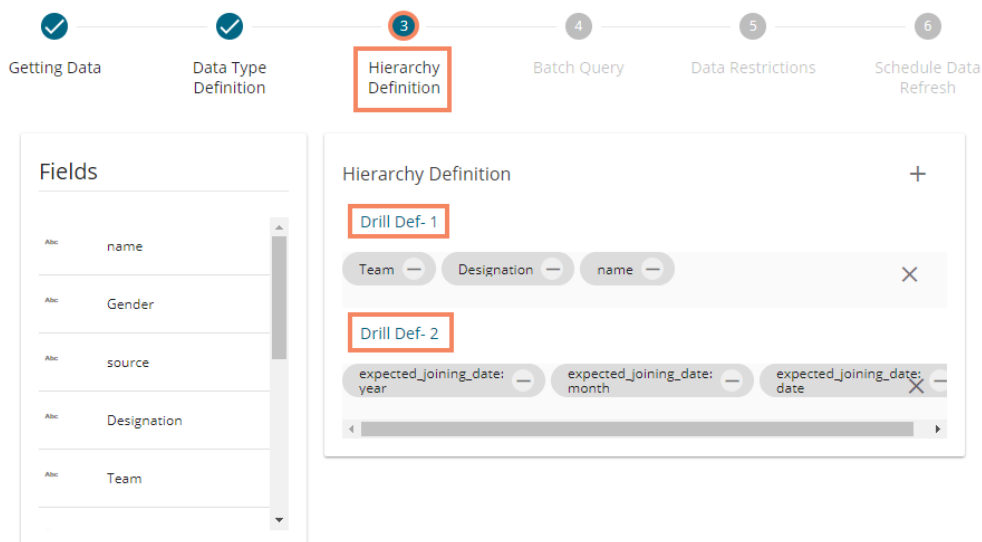 3
4
5
6
Getting Data
Data Type
Definition
Hierarchy
Definition
Batch Query
Data Restrictions
Schedule Data
Refresh
Fields
Abc name
Abc Gender
Abc source
Abc Designation
Abc Team
Hierarchy Definition
Drill Def- 1
Team
Designation
name
Drill Def- 2
expected_joining_date:
year
expected_joining_date:
month
expected_joining_date:
date